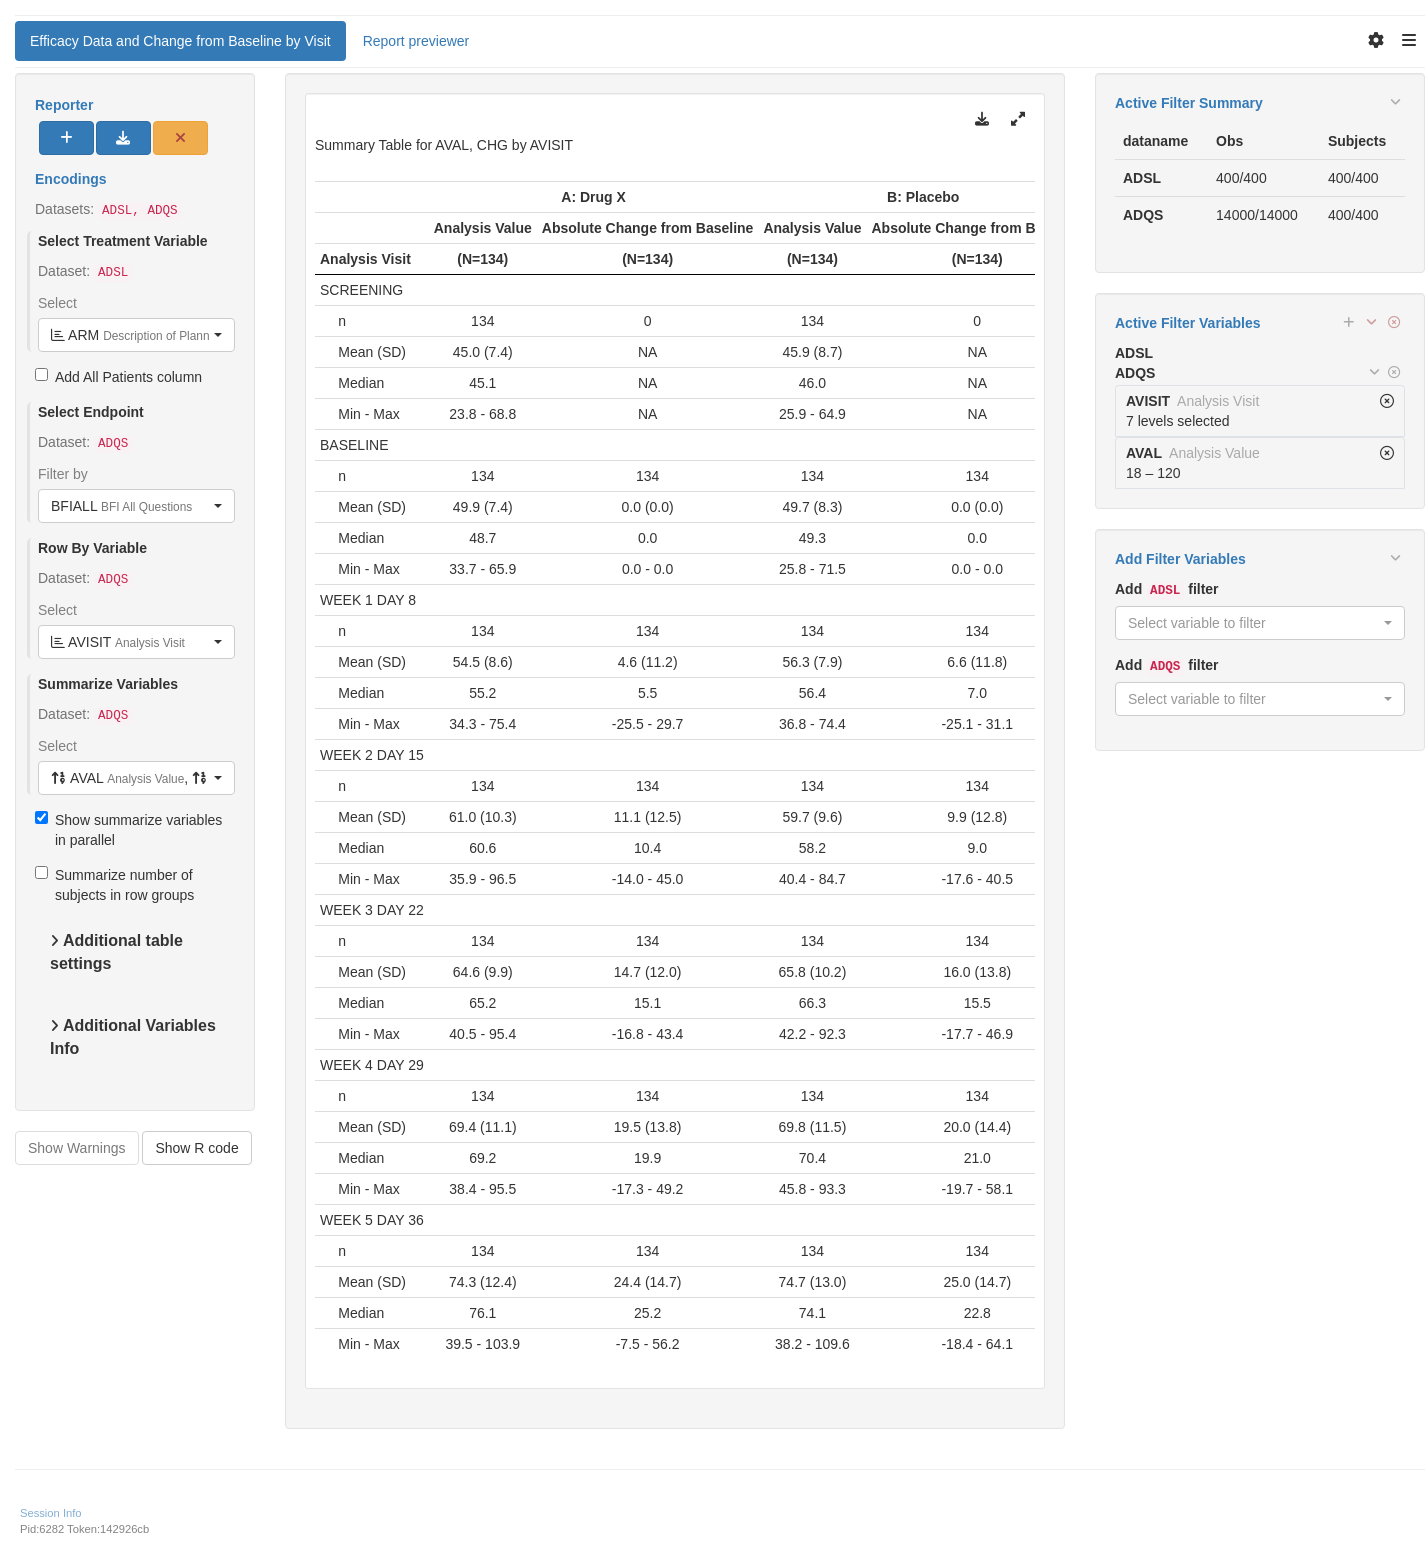 Efficacy Data and Change from Baseline by Visit Report previewer
Reporter
Encodings
Datasets: ADSL, ADQS
Select Treatment Variable
Dataset: ADSL
Select
ARM Description of Plann
Add All Patients column
Select Endpoint
Dataset: ADQS
Filter by
BFIALL BFI All Questions
Row By Variable
Dataset: ADQS
Select
AVISIT Analysis Visit
Summarize Variables
Dataset: ADQS
Select
AVAL Analysis Value,
Show summarize variables
in parallel
Summarize number of
subjects in row groups
Additional table
settings
Additional Variables
Info
Show Warnings Show R code
Summary Table for AVAL, CHG by AVISIT
A: Drug X B: Placebo
Analysis Value Absolute Change from Baseline Analysis Value Absolute Change from B
Analysis Visit (N=134) (N=134) (N=134) (N=134)
SCREENING
n 134 0 134 0
Mean (SD) 45.0 (7.4) NA 45.9 (8.7) NA
Median 45.1 NA 46.0 NA
Min - Max 23.8 - 68.8 NA 25.9 - 64.9 NA
BASELINE
n 134 134 134 134
Mean (SD) 49.9 (7.4) 0.0 (0.0) 49.7 (8.3) 0.0 (0.0)
Median 48.7 0.0 49.3 0.0
Min - Max 33.7 - 65.9 0.0 - 0.0 25.8 - 71.5 0.0 - 0.0
WEEK 1 DAY 8
n 134 134 134 134
Mean (SD) 54.5 (8.6) 4.6 (11.2) 56.3 (7.9) 6.6 (11.8)
Median 55.2 5.5 56.4 7.0
Min - Max 34.3 - 75.4 -25.5 - 29.7 36.8 - 74.4 -25.1 - 31.1
WEEK 2 DAY 15
n 134 134 134 134
Mean (SD) 61.0 (10.3) 11.1 (12.5) 59.7 (9.6) 9.9 (12.8)
Median 60.6 10.4 58.2 9.0
Min - Max 35.9 - 96.5 -14.0 - 45.0 40.4 - 84.7 -17.6 - 40.5
WEEK 3 DAY 22
n 134 134 134 134
Mean (SD) 64.6 (9.9) 14.7 (12.0) 65.8 (10.2) 16.0 (13.8)
Median 65.2 15.1 66.3 15.5
Min - Max 40.5 - 95.4 -16.8 - 43.4 42.2 - 92.3 -17.7 - 46.9
WEEK 4 DAY 29
n 134 134 134 134
Mean (SD) 69.4 (11.1) 19.5 (13.8) 69.8 (11.5) 20.0 (14.4)
Median 69.2 19.9 70.4 21.0
Min - Max 38.4 - 95.5 -17.3 - 49.2 45.8 - 93.3 -19.7 - 58.1
WEEK 5 DAY 36
n 134 134 134 134
Mean (SD) 74.3 (12.4) 24.4 (14.7) 74.7 (13.0) 25.0 (14.7)
Median 76.1 25.2 74.1 22.8
Min - Max 39.5 - 103.9 -7.5 - 56.2 38.2 - 109.6 -18.4 - 64.1
Active Filter Summary
dataname Obs Subjects
ADSL 400/400 400/400
ADQS 14000/14000 400/400
Active Filter Variables
ADSL
ADQS
AVISIT Analysis Visit
7 levels selected
AVAL Analysis Value
18 – 120
Add Filter Variables
Add ADSL filter
Select variable to filter
Add ADQS filter
Select variable to filter
Session Info
Pid:6282 Token:142926cb